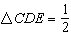 △CDE = 1/2